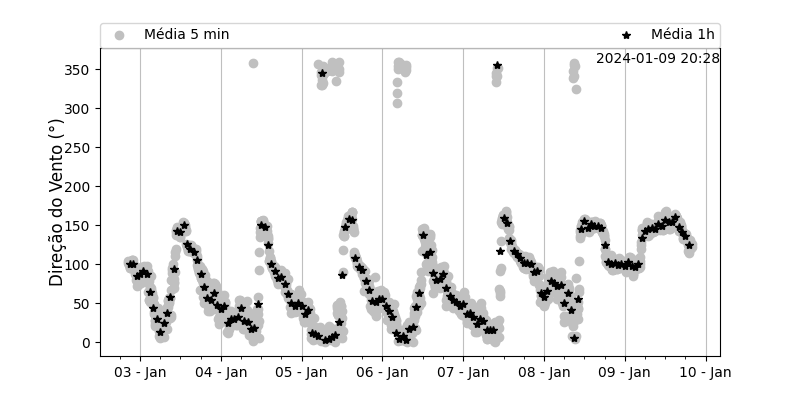 Média 5 min
Média 1h
2024-01-09 20:28
Direção do Vento (°)
350
300
250
200
150
100
50
0
03 - Jan
04 - Jan
05 - Jan
06 - Jan
07 - Jan
08 - Jan
09 - Jan
10 - Jan